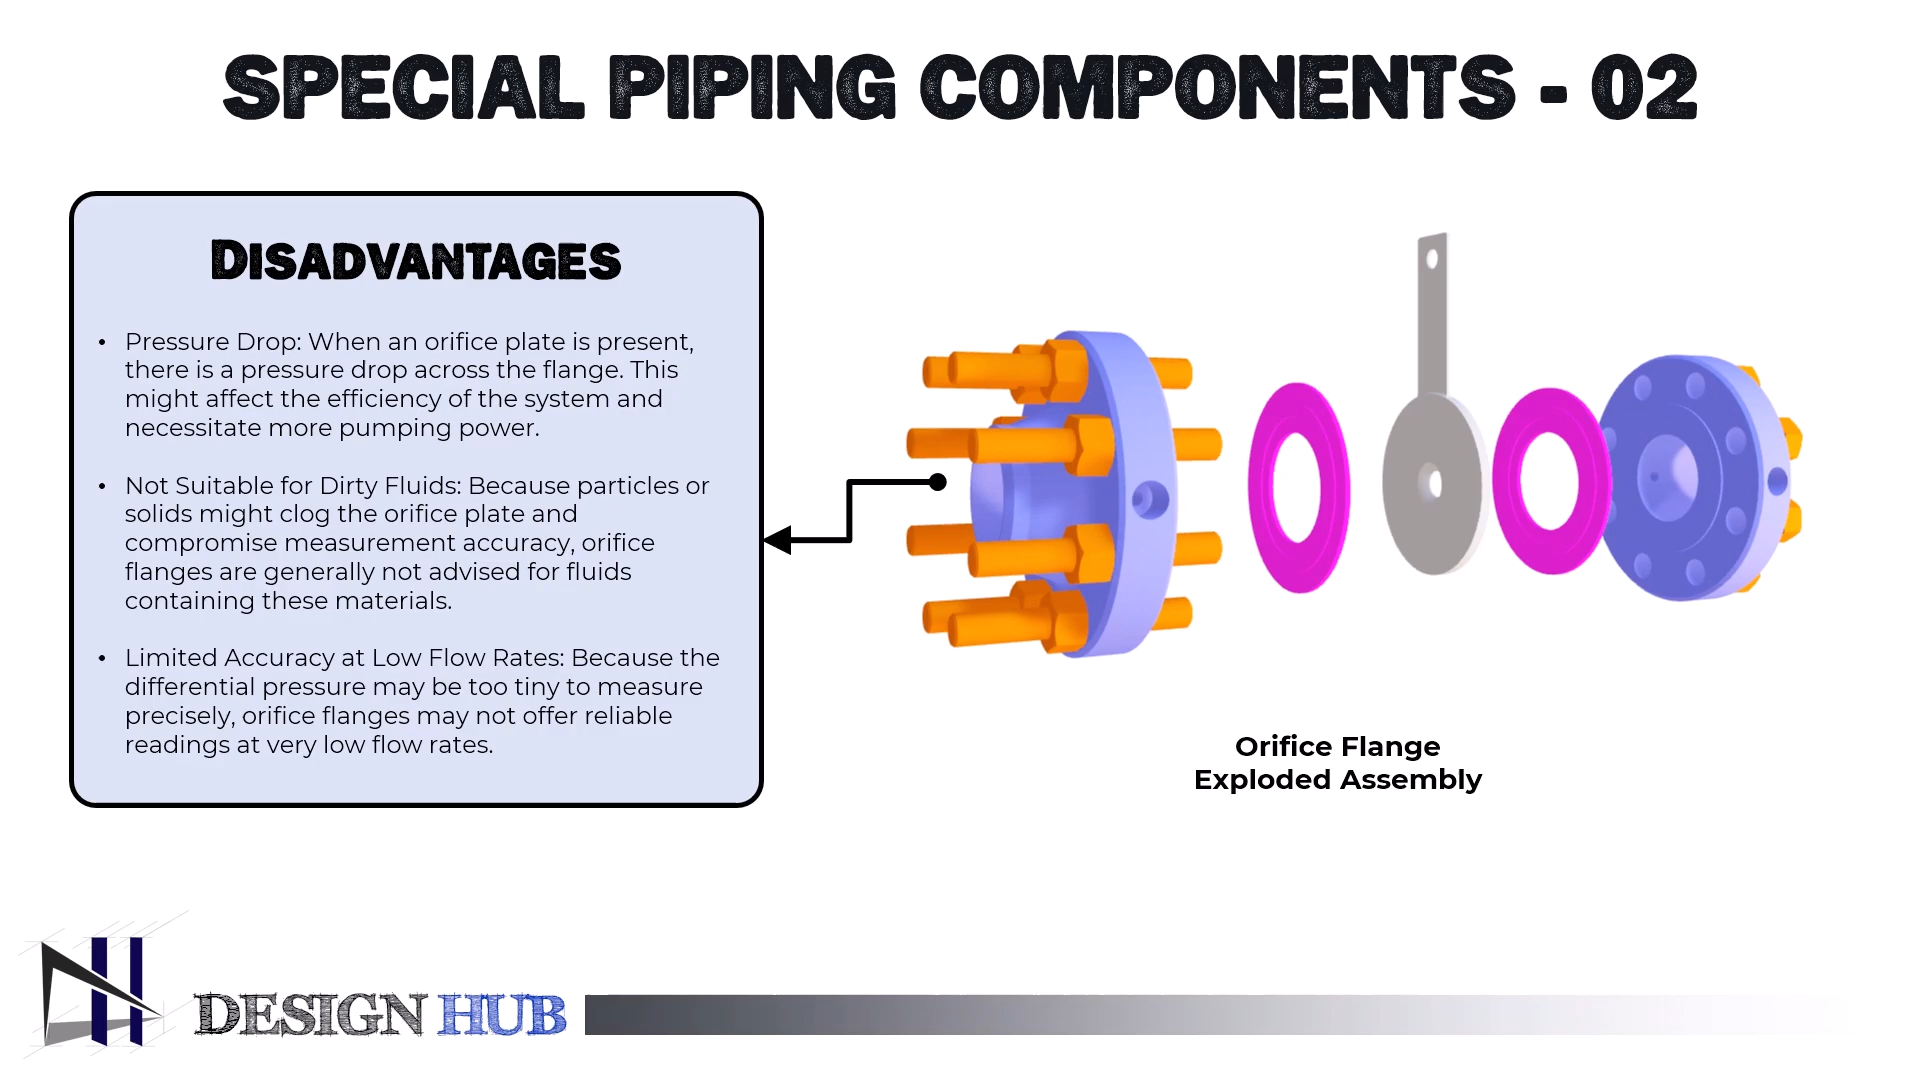 SPECIAL PIPING COMPONENTS - 02
DISADVANTAGES
• Pressure Drop: When an orifice plate is present,
there is a pressure drop across the flange. This
might affect the efficiency of the system and
necessitate more pumping power.
• Not Suitable for Dirty Fluids: Because particles or
solids might clog the orifice plate and
compromise measurement accuracy, orifice
flanges are generally not advised for fluids
containing these materials.
• Limited Accuracy at Low Flow Rates: Because the
differential pressure may be too tiny to measure
precisely, orifice flanges may not offer reliable
readings at very low flow rates.
Orifice Flange
Exploded Assembly
DESIGN HUB